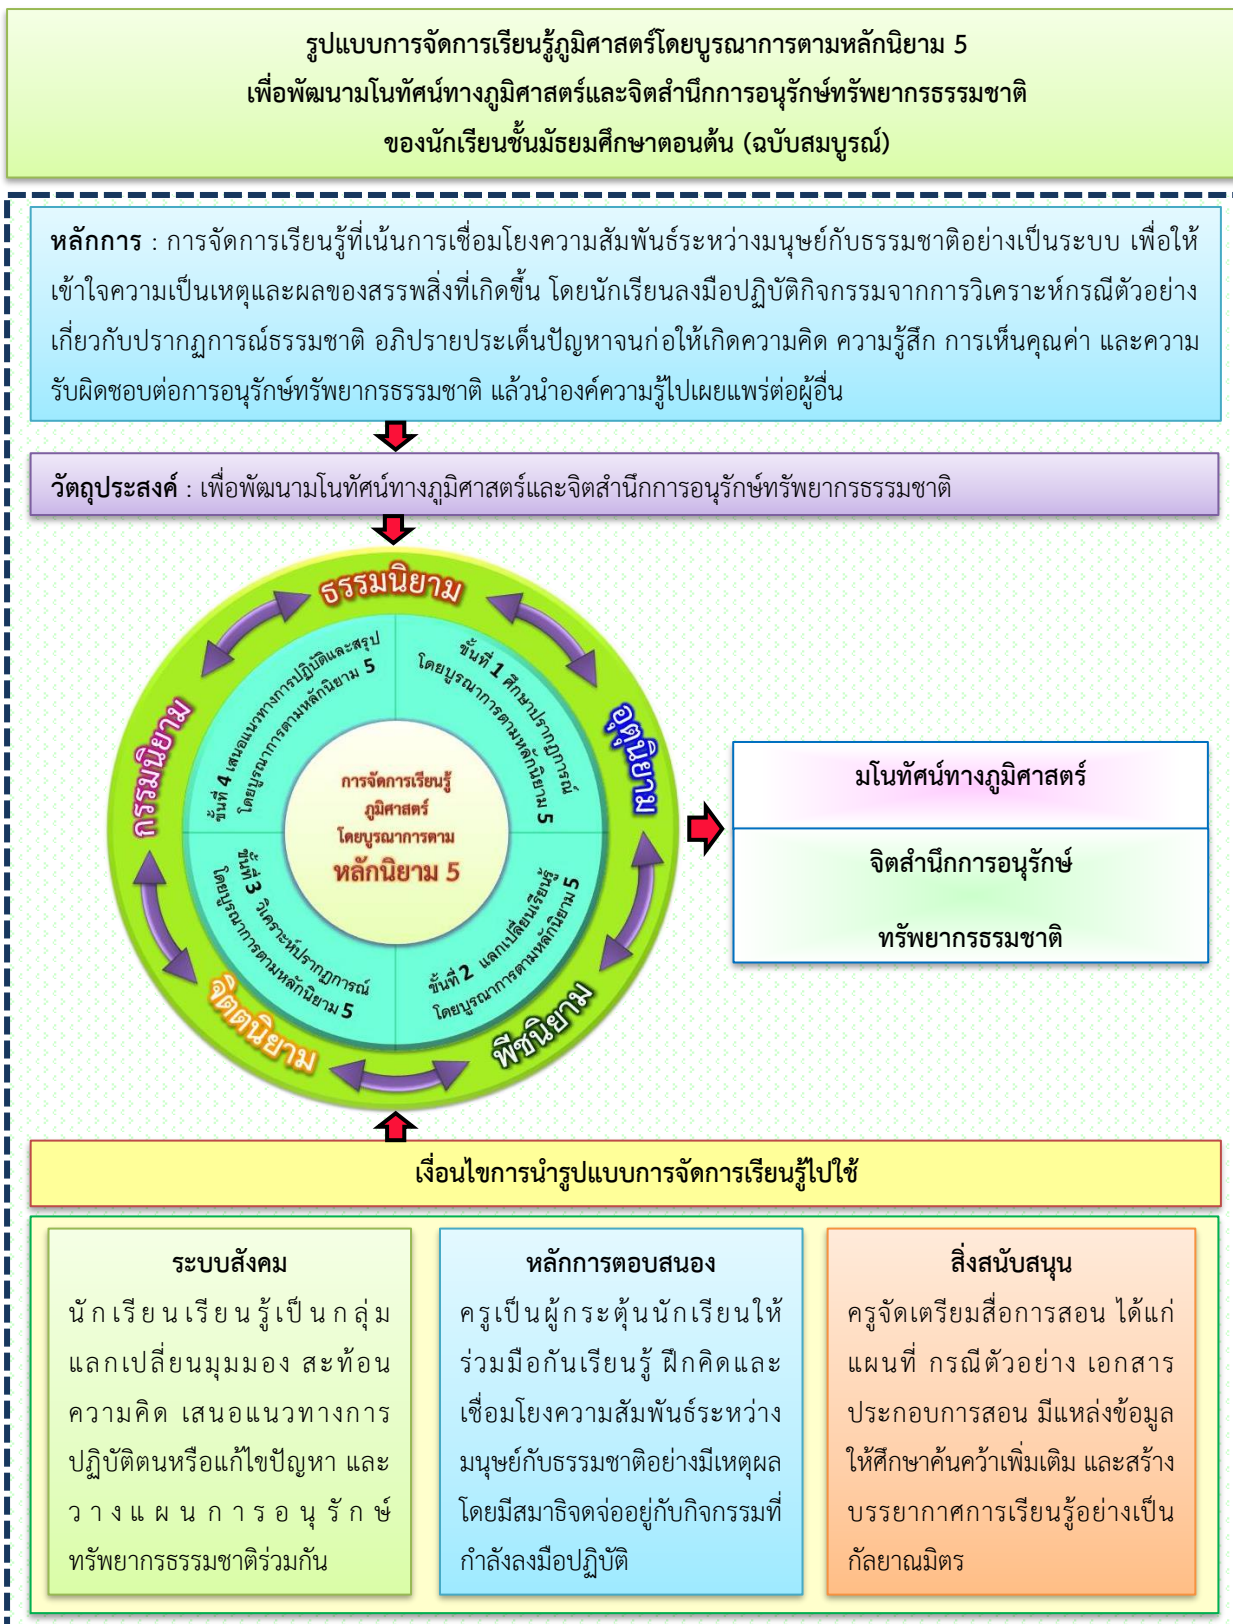 รูปแบบการจัดการเรียนรู้ภูมิศาสตร์โดยบูรณาการตามหลักนิยาม 5
เพื่อพัฒนามโนทัศน์ทางภูมิศาสตร์และจิตสำนึกการอนุรักษ์ทรัพยากรธรรมชาติ
ของนักเรียนชั้นมัธยมศึกษาตอนต้น (ฉบับสมบูรณ์)
หลักการ : การจัดการเรียนรู้ที่เน้นการเชื่อมโยงความสัมพันธ์ระหว่างมนุษย์กับธรรมชาติอย่างเป็นระบบ เพื่อให้
เข้าใจความเป็นเหตุและผลของสรรพสิ่งที่เกิดขึ้น โดยนักเรียนลงมือปฏิบัติกิจกรรมจากการวิเคราะห์กรณีตัวอย่าง
เกี่ยวกับปรากฏการณ์ธรรมชาติ อภิปรายประเด็นปัญหาจนก่อให้เกิดความคิด ความรู้สึก การเห็นคุณค่า และความ
รับผิดชอบต่อการอนุรักษ์ทรัพยากรธรรมชาติ แล้วนำองค์ความรู้ไปเผยแพร่ต่อผู้อื่น
วัตถุประสงค์ : เพื่อพัฒนามโนทัศน์ทางภูมิศาสตร์และจิตสำนึกการอนุรักษ์ทรัพยากรธรรมชาติ
ธรรมนิยาม
อุตุนิยาม
พีชนิยาม
จิตตนิยาม
กรรมนิยาม
ขั้นที่ 1 ศึกษาปรากฏการณ์
โดยบูรณาการตามหลักนิยาม 5
ขั้นที่ 2 แลกเปลี่ยนเรียนรู้
โดยบูรณาการตามหลักนิยาม 5
ขั้นที่ 3 วิเคราะห์ปรากฏการณ์
โดยบูรณาการตามหลักนิยาม 5
ขั้นที่ 4 เสนอแนวทางการปฏิบัติและสรุป
โดยบูรณาการตามหลักนิยาม 5
การจัดการเรียนรู้
ภูมิศาสตร์
โดยบูรณาการตาม
หลักนิยาม 5
มโนทัศน์ทางภูมิศาสตร์
จิตสำนึกการอนุรักษ์
ทรัพยากรธรมชาติ
เงื่อนไขการนำรูปแบบการจัดการเรียนรู้ไปใช้
ระบบสังคม
นักเรียนเรียนรู้เป็นกลุ่ม
แลกเปลี่ยนมุมมอง สะท้อน
ความคิด เสนอแนวทางการ
ปฏิบัติตนหรือแก้ไขปัญหา และ
วางแผนการอนุรักษ์
ทรัพยากรธรรมชาติร่วมกัน
หลักการตอบสนอง
ครูเป็นผู้กระตุ้นนักเรียนให้
ร่วมมือกันเรียนรู้ ฝึกคิดและ
เชื่อมโยงความสัมพันธ์ระหว่าง
มนุษย์กับธรรมชาติอย่างมีเหตุผล
โดยมีสมาธิจดจ่ออยู่กับกิจกรรมที่
กำลังลงมือปฏิบัติ
สิ่งสนับสนุน
ครูจัดเตรียมสื่อการสอน ได้แก่
แผนที่ กรณีตัวอย่าง เอกสาร
ประกอบการสอน มีแหล่งข้อมูล
ให้ศึกษาค้นคว้าเพิ่มเติม และสร้าง
บรรยากาศการเรียนรู้อย่างเป็น
กัลยาณมิตร